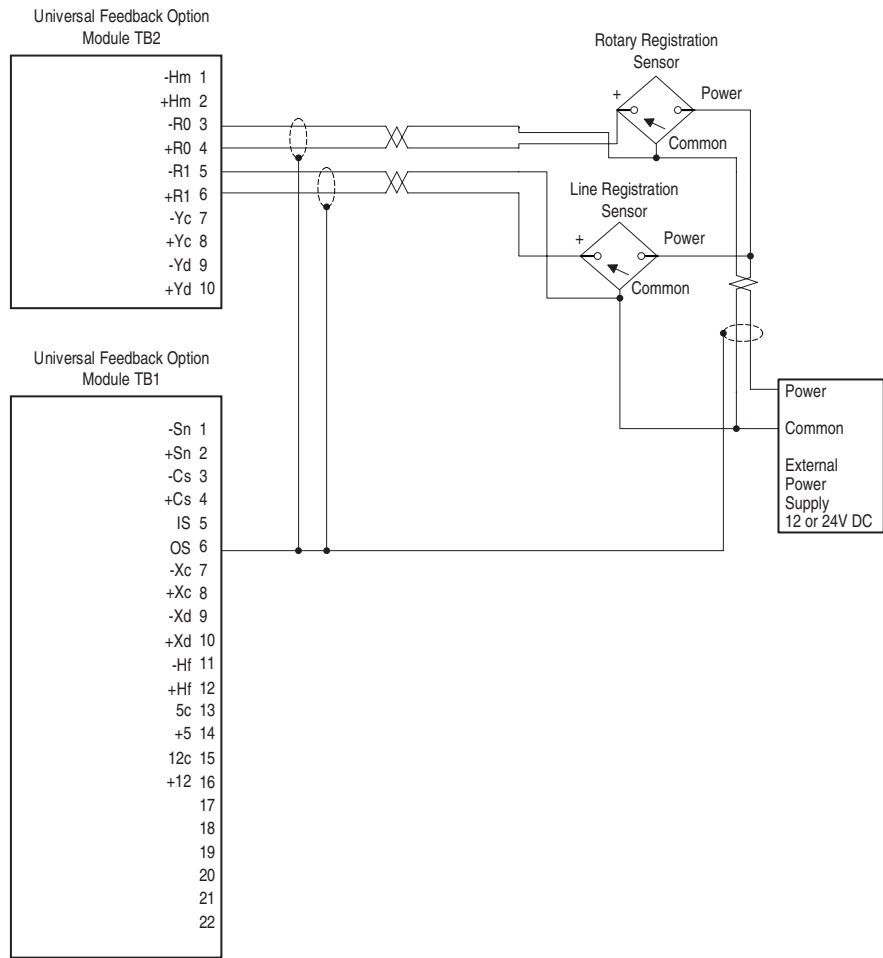 Universal Feedback Option
Module TB2
-Hm 1
+Hm 2
-R0 3
+R0 4
-R1 5
+R1 6
-Yc 7
+Yc 8
-Yd 9
+Yd 10
Rotary Registration
Sensor
+
Power
Common
Line Registration
Sensor
+
Power
Common
Universal Feedback Option
Module TB1
-Sn 1
+Sn 2
-Cs 3
+Cs 4
IS 5
OS 6
-Xc 7
+Xc 8
-Xd 9
+Xd 10
-Hf 11
+Hf 12
5c 13
+5 14
12c 15
+12 16
17
18
19
20
21
22
Power
Common
External
Power
Supply
12 or 24V DC